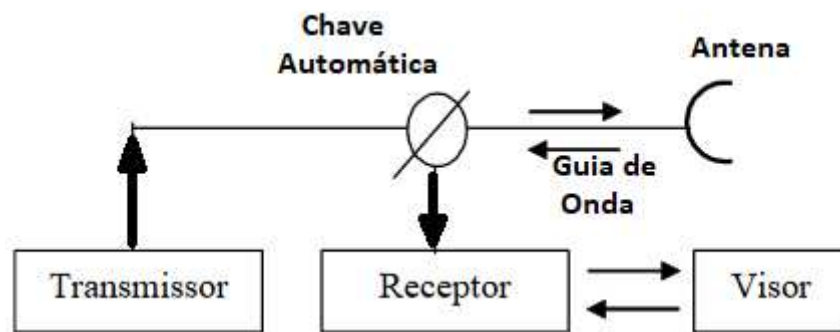 Chave
Automática
Antena
Guia de
Onda
Transmissor
Receptor
Visor